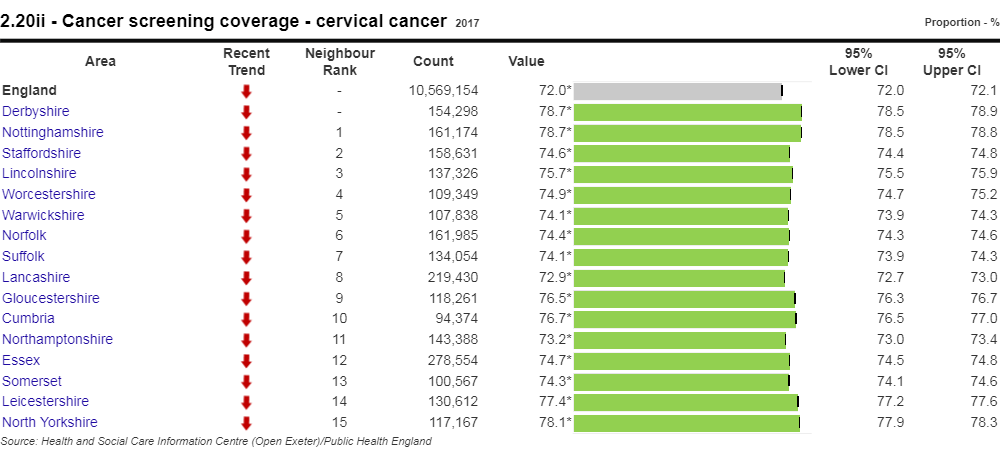 2.20ii - Cancer screening coverage - cervical cancer 2017 Proportion - %
Area Recent Trend Neighbour Rank Count Value 95% Lower CI 95% Upper CI
England - 10,569,154 72.0* 72.0 72.1
Derbyshire - 154,298 78.7* 78.5 78.9
Nottinghamshire 1 161,174 78.7* 78.5 78.8
Staffordshire 2 158,631 74.6* 74.4 74.8
Lincolnshire 3 137,326 75.7* 75.5 75.9
Worcestershire 4 109,349 74.9* 74.7 75.2
Warwickshire 5 107,838 74.1* 73.9 74.3
Norfolk 6 161,985 74.4* 74.3 74.6
Suffolk 7 134,054 74.1* 73.9 74.3
Lancashire 8 219,430 72.9* 72.7 73.0
Gloucestershire 9 118,261 76.5* 76.3 76.7
Cumbria 10 94,374 76.7* 76.5 77.0
Northamptonshire 11 143,388 73.2* 73.0 73.4
Essex 12 278,554 74.7* 74.5 74.8
Somerset 13 100,567 74.3* 74.1 74.6
Leicestershire 14 130,612 77.4* 77.2 77.6
North Yorkshire 15 117,167 78.1* 77.9 78.3
Source: Health and Social Care Information Centre (Open Exeter)/Public Health England